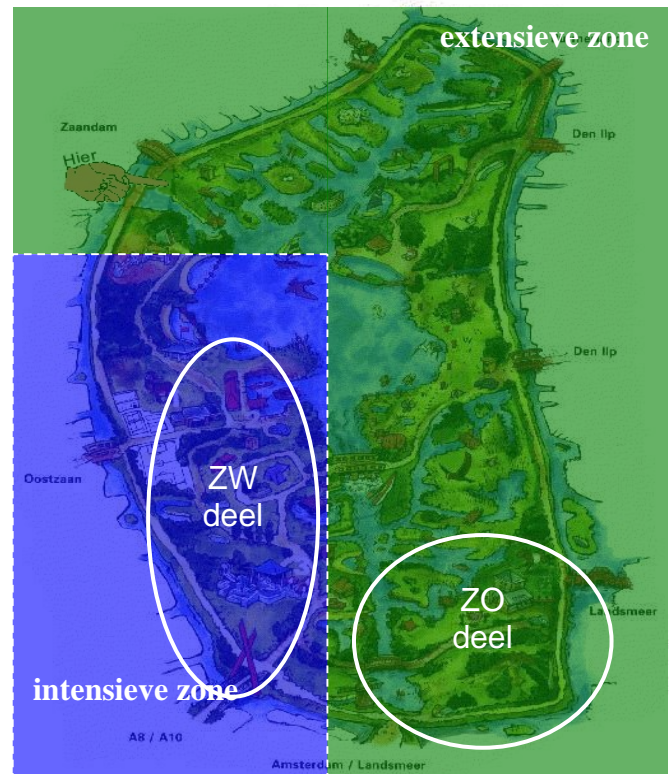 extensieve zone
Zaandam
Den Ilp
Hier
Den Ilp
ZW
deel
Oostzaan
ZO
deel
Landsmeer
intensieve zone
A8 / A10
Amsterdam / Landsmeer